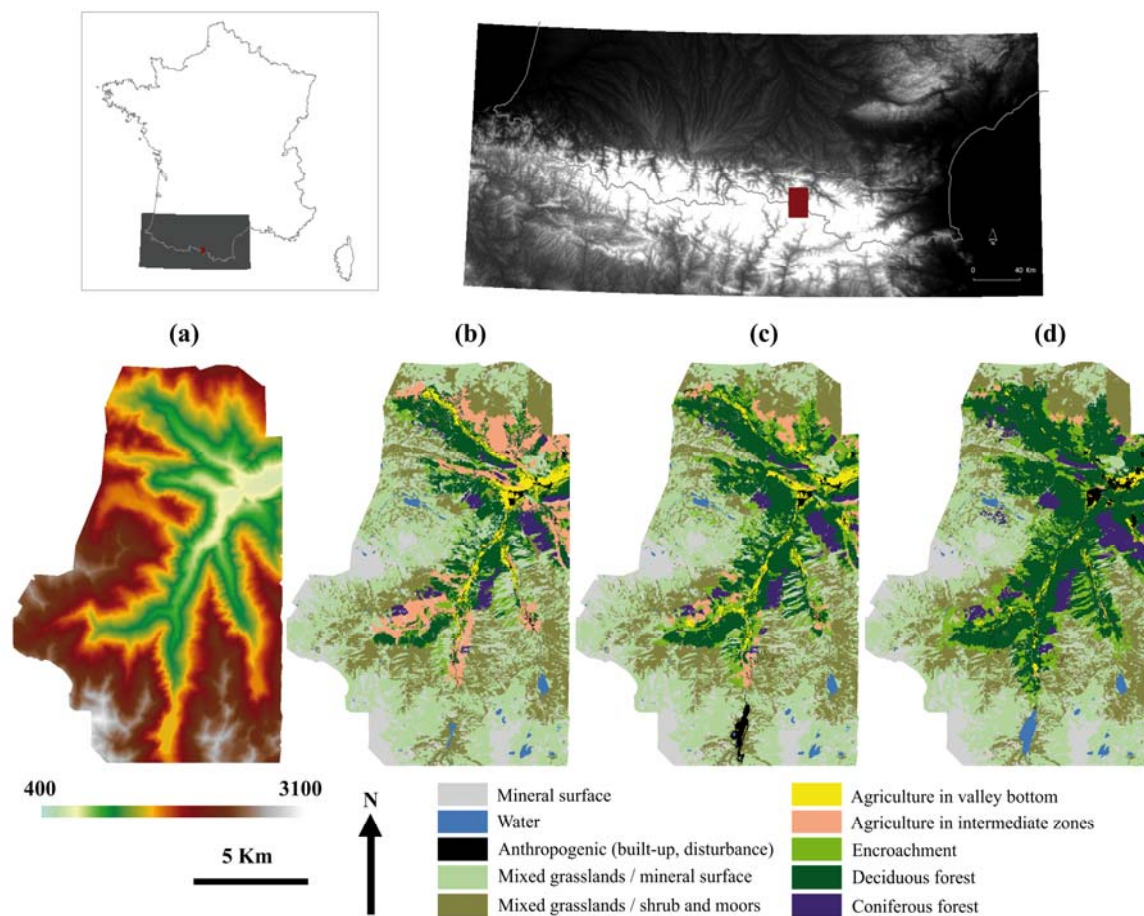 0 40 Km
(a) (b) (c) (d)
400 3100
5 Km
N
Mineral surface
Water
Anthropogenic (built-up, disturbance)
Mixed grasslands / mineral surface
Mixed grasslands / shrub and moors
Agriculture in valley bottom
Agriculture in intermediate zones
Encroachment
Deciduous forest
Coniferous forest